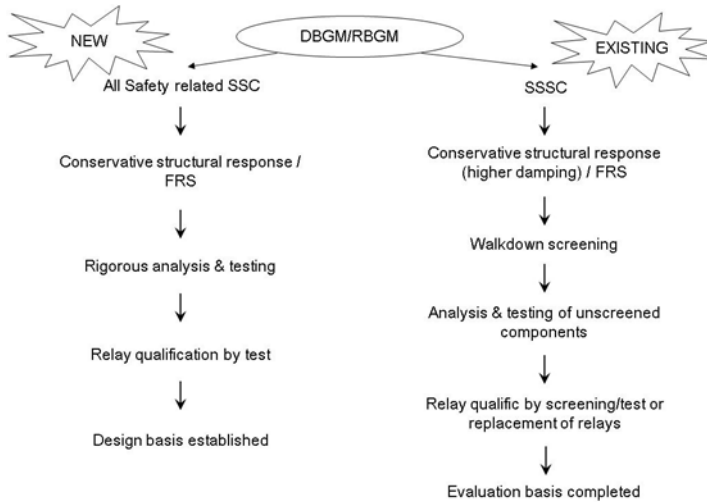 NEW
DBGM/RBGM
EXISTING
All Safety related SSC
Conservative structural response /
FRS
Rigorous analysis & testing
Relay qualification by test
Design basis established
SSSC
Conservative structural response
(higher damping) / FRS
Walkdown screening
Analysis & testing of unscreened
components
Relay qualific by screening/test or
replacement of relays
Evaluation basis completed